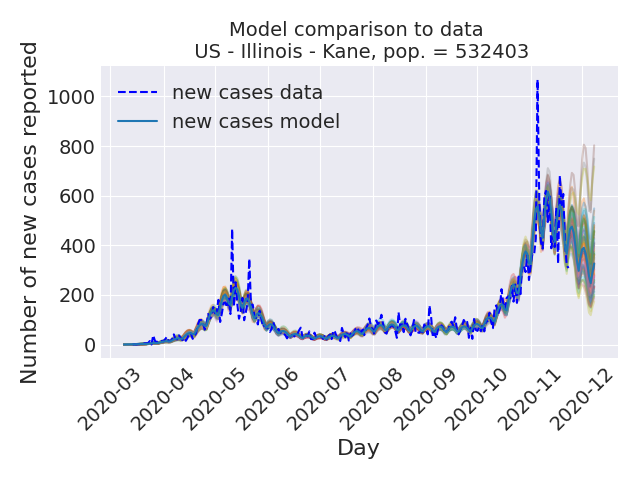 Model comparison to data
US - Illinois - Kane, pop. = 532403
Number of new cases reported
new cases data
new cases model
1000
800
600
400
200
0
2020-03
2020-04
2020-05
2020-06
2020-07
2020-08
2020-09
2020-10
2020-11
2020-12
Day